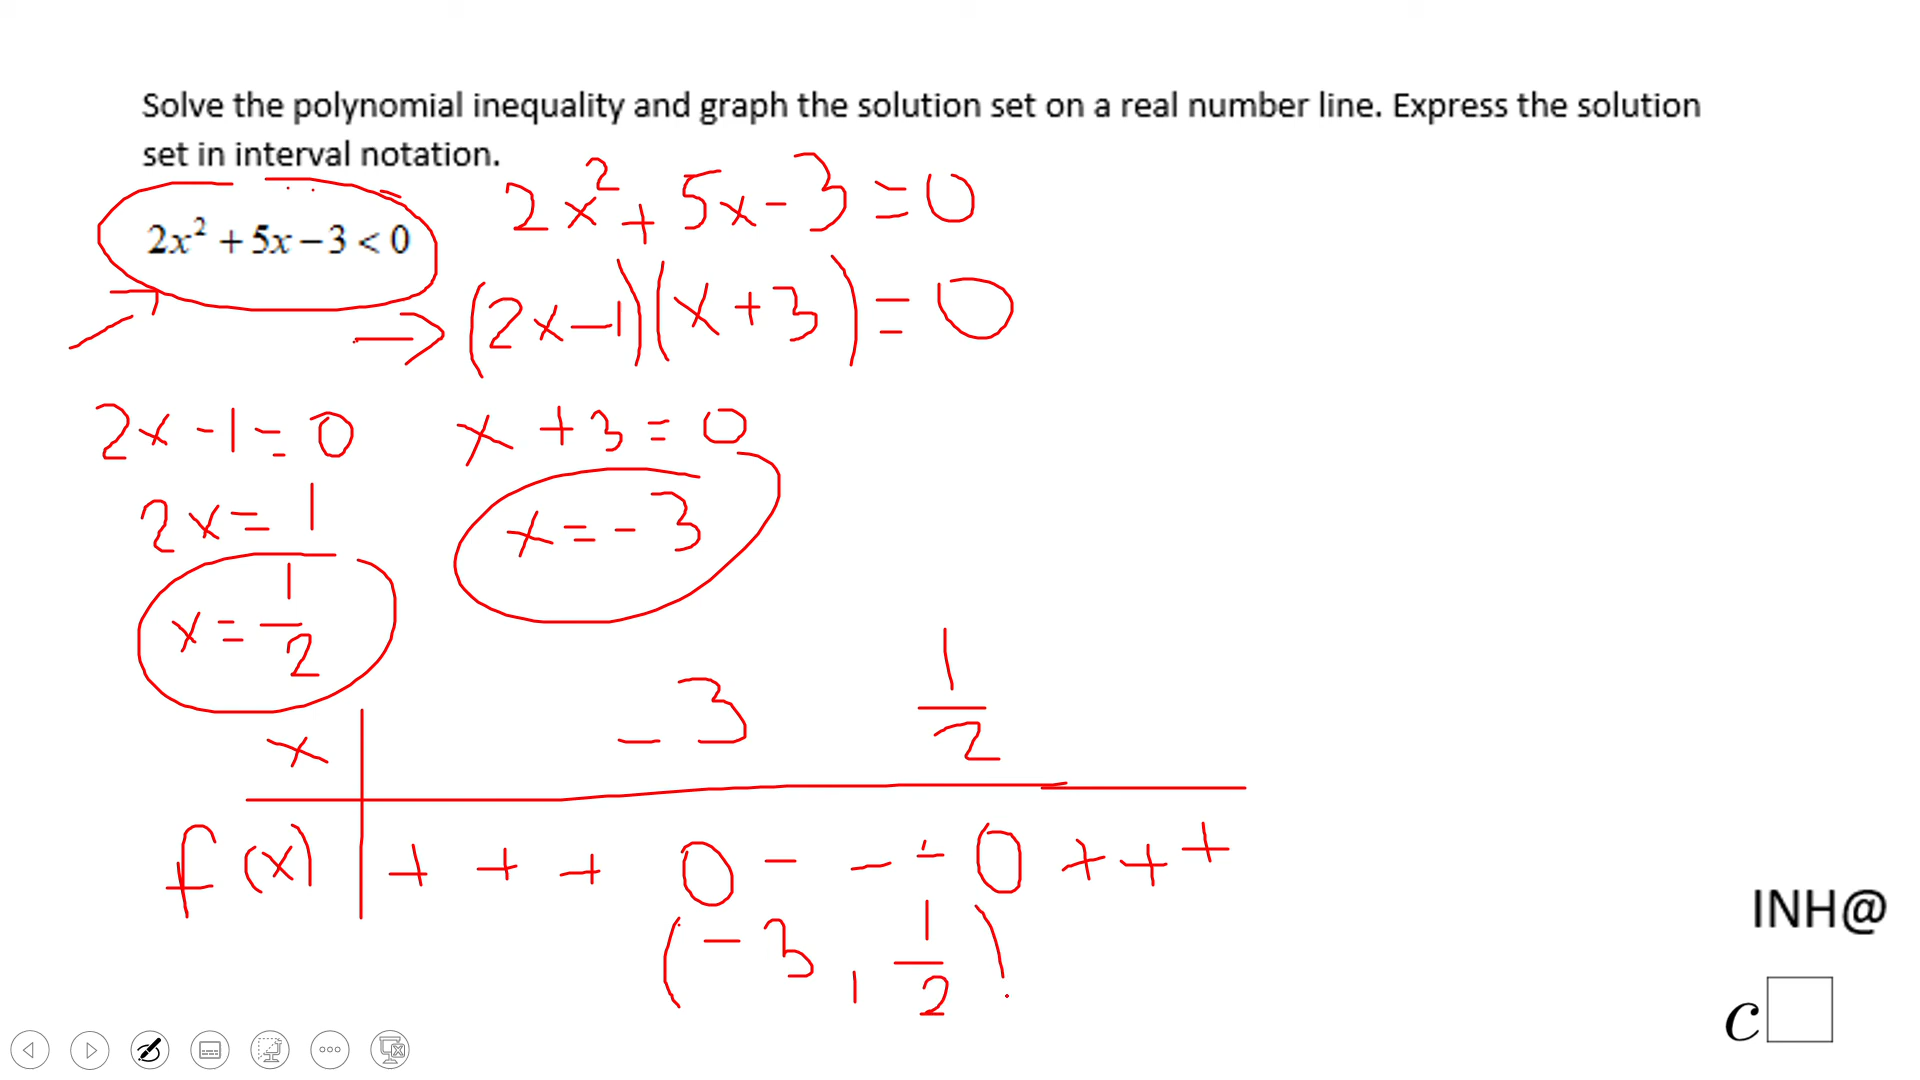 Solve the polynomial inequality and graph the solution set on a real number line. Express the solution
set in interval notation.
2x² + 5x − 3 < 0
2x² + 5x − 3 = 0
→ (2x − 1)(x + 3) = 0
2x − 1 = 0 x + 3 = 0
2x = 1 x = −3
x = 1/2
x −3 1/2
f(x) + + + 0 − − − 0 + + +
(−3, 1/2)
INH@
c